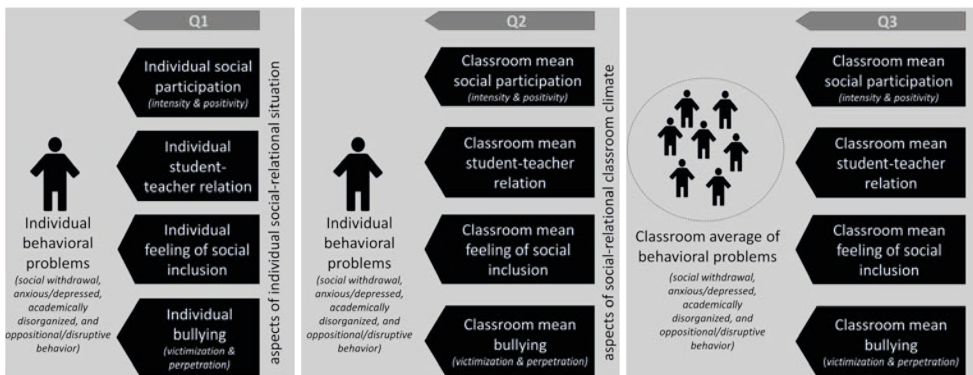 Q1
Individual social
participation
(intensity & positivity)
Individual
student-
teacher relation
Individual
feeling of social
inclusion
Individual
bullying
(victimization &
perpetration)
Individual
behavioral
problems
(social withdrawal,
anxious/depressed,
academically
disorganized, and
oppositional/disruptive
behavior)
aspects of individual social-relational situation
Q2
Classroom mean
social participation
(intensity & positivity)
Classroom mean
student-teacher
relation
Classroom mean
feeling of social
inclusion
Classroom mean
bullying
(victimization & perpetration)
Individual
behavioral
problems
(social withdrawal,
anxious/depressed,
academically
disorganized, and
oppositional/disruptive
behavior)
aspects of social-relational classroom climate
Q3
Classroom mean
social participation
(intensity & positivity)
Classroom mean
student-teacher
relation
Classroom mean
feeling of social
inclusion
Classroom mean
bullying
(victimization & perpetration)
Classroom average of
behavioral problems
(social withdrawal,
anxious/depressed,
academically
disorganized, and
oppositional/disruptive
behavior)